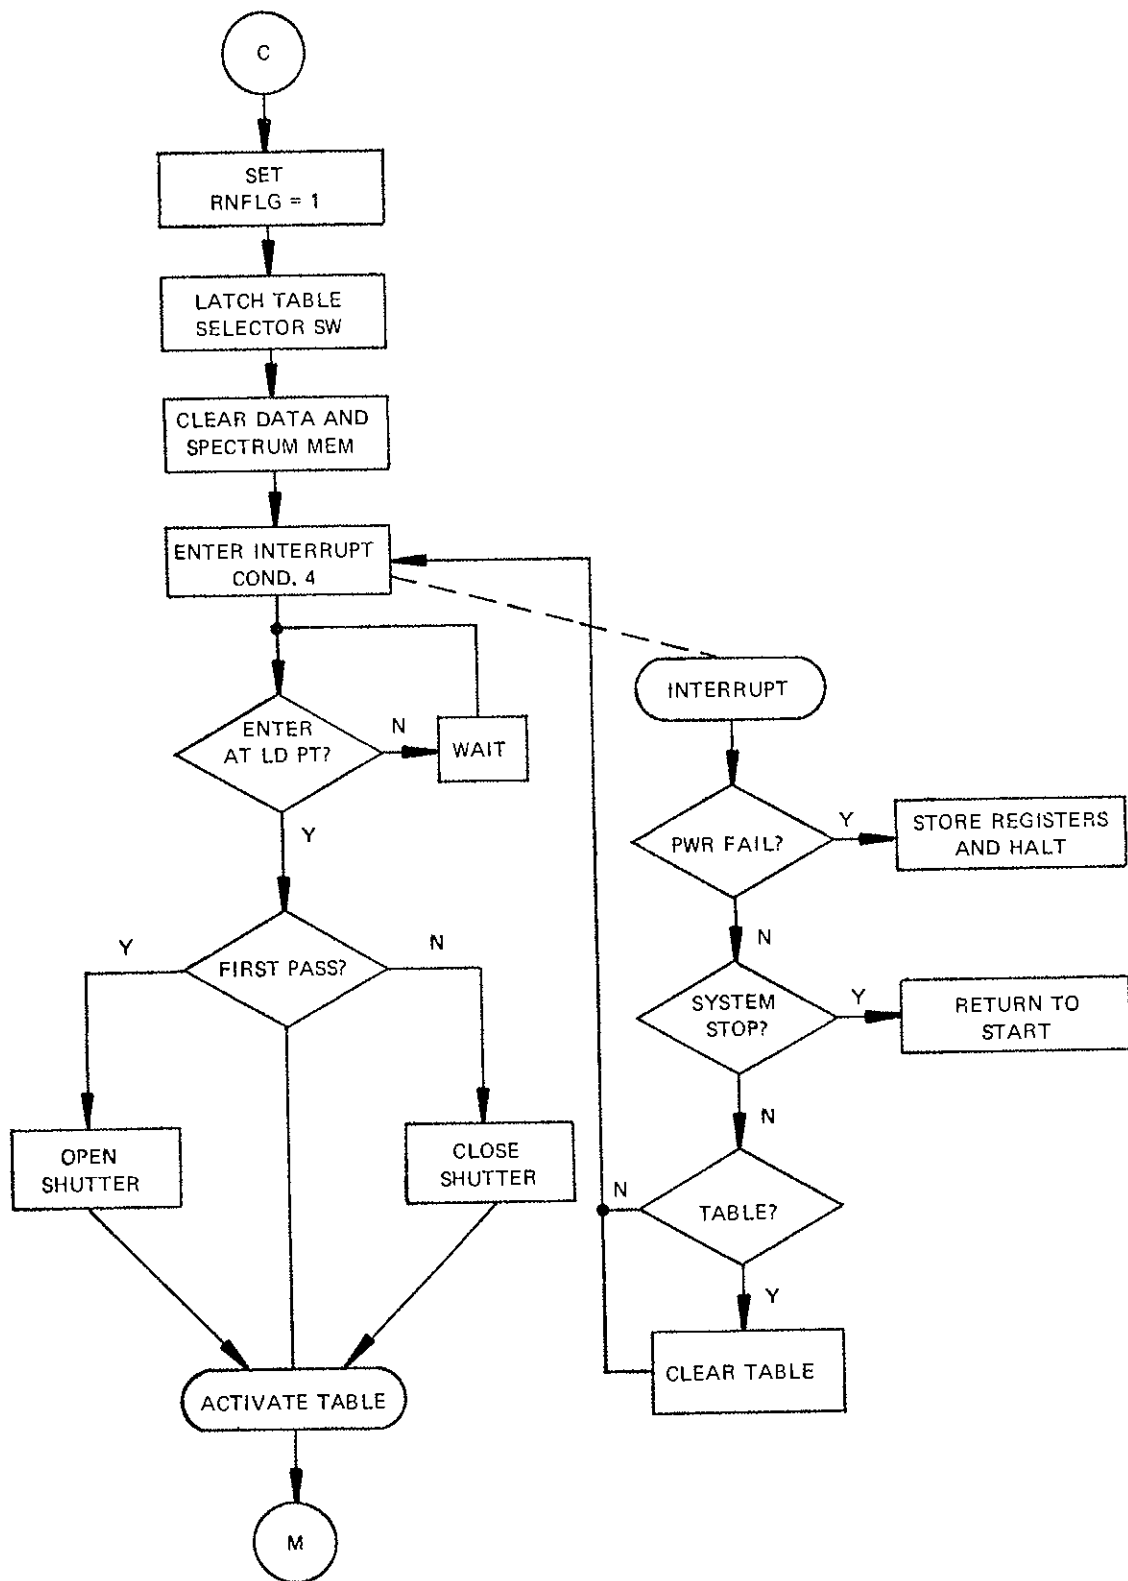 C
SET
RNFLG = 1
LATCH TABLE
SELECTOR SW
CLEAR DATA AND
SPECTRUM MEM
ENTER INTERRUPT
COND. 4
ENTER
AT LD PT?
N
WAIT
Y
FIRST PASS?
Y
N
OPEN
SHUTTER
CLOSE
SHUTTER
ACTIVATE TABLE
M
INTERRUPT
PWR FAIL?
Y
STORE REGISTERS
AND HALT
N
SYSTEM
STOP?
Y
RETURN TO
START
N
TABLE?
N
Y
CLEAR TABLE